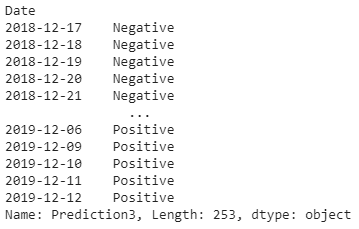 Date
2018-12-17    Negative
2018-12-18    Negative
2018-12-19    Negative
2018-12-20    Negative
2018-12-21    Negative
                ...
2019-12-06    Positive
2019-12-09    Positive
2019-12-10    Positive
2019-12-11    Positive
2019-12-12    Positive
Name: Prediction3, Length: 253, dtype: object